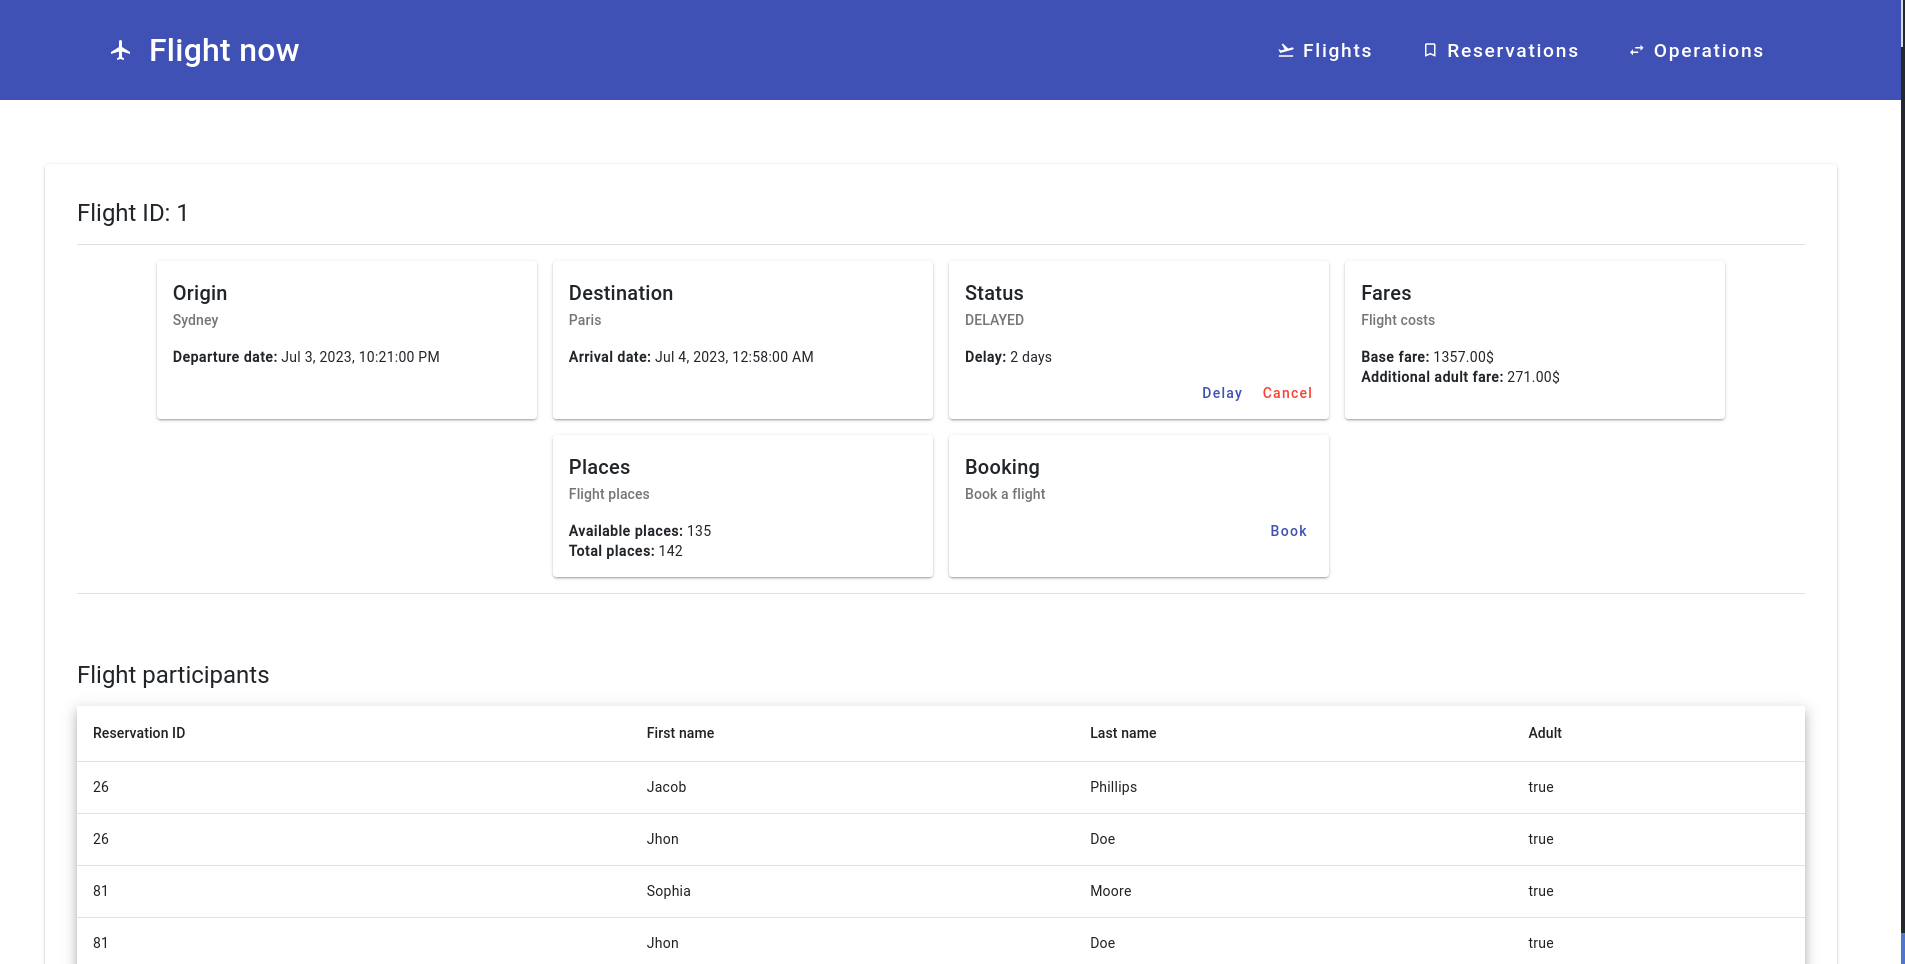 Flight now
Flights Reservations Operations
Flight ID: 1
Origin
Sydney
Departure date: Jul 3, 2023, 10:21:00 PM
Destination
Paris
Arrival date: Jul 4, 2023, 12:58:00 AM
Status
DELAYED
Delay: 2 days
Delay Cancel
Fares
Flight costs
Base fare: 1357.00$
Additional adult fare: 271.00$
Places
Flight places
Available places: 135
Total places: 142
Booking
Book a flight
Book
Flight participants
Reservation ID First name Last name Adult
26 Jacob Phillips true
26 Jhon Doe true
81 Sophia Moore true
81 Jhon Doe true